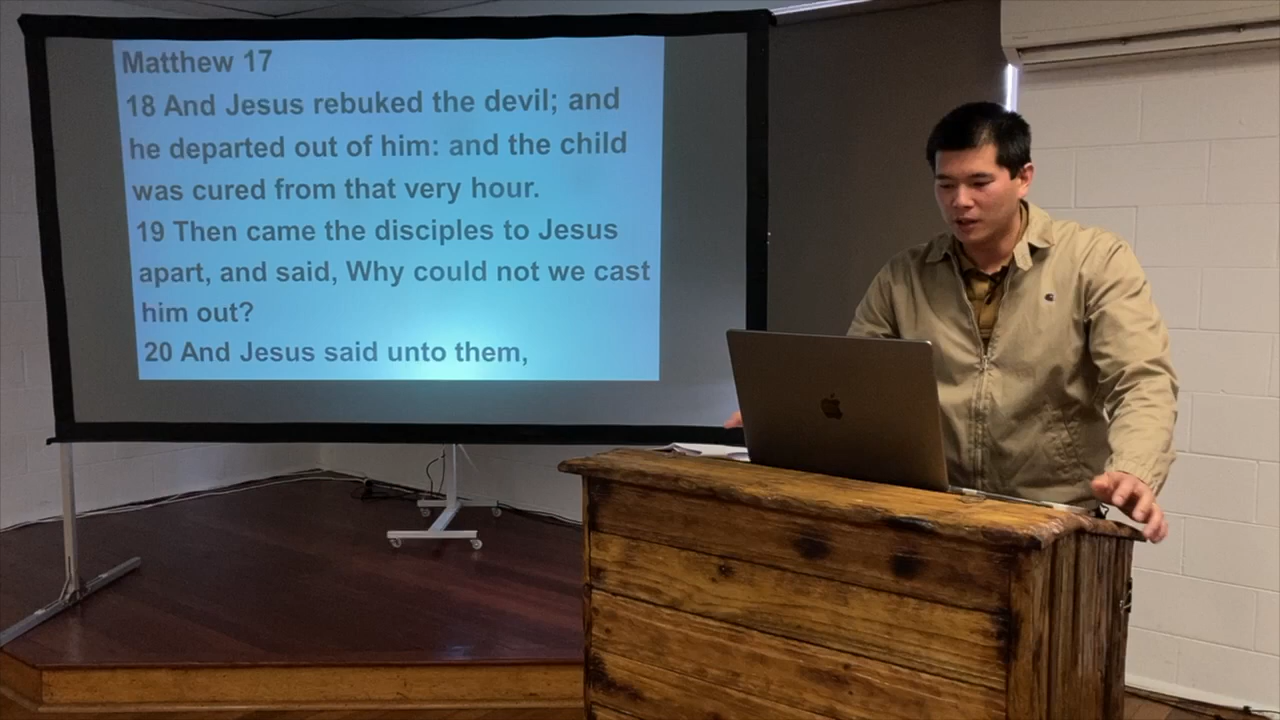 Matthew 17
18 And Jesus rebuked the devil; and
he departed out of him: and the child
was cured from that very hour.
19 Then came the disciples to Jesus
apart, and said, Why could not we cast
him out?
20 And Jesus said unto them,